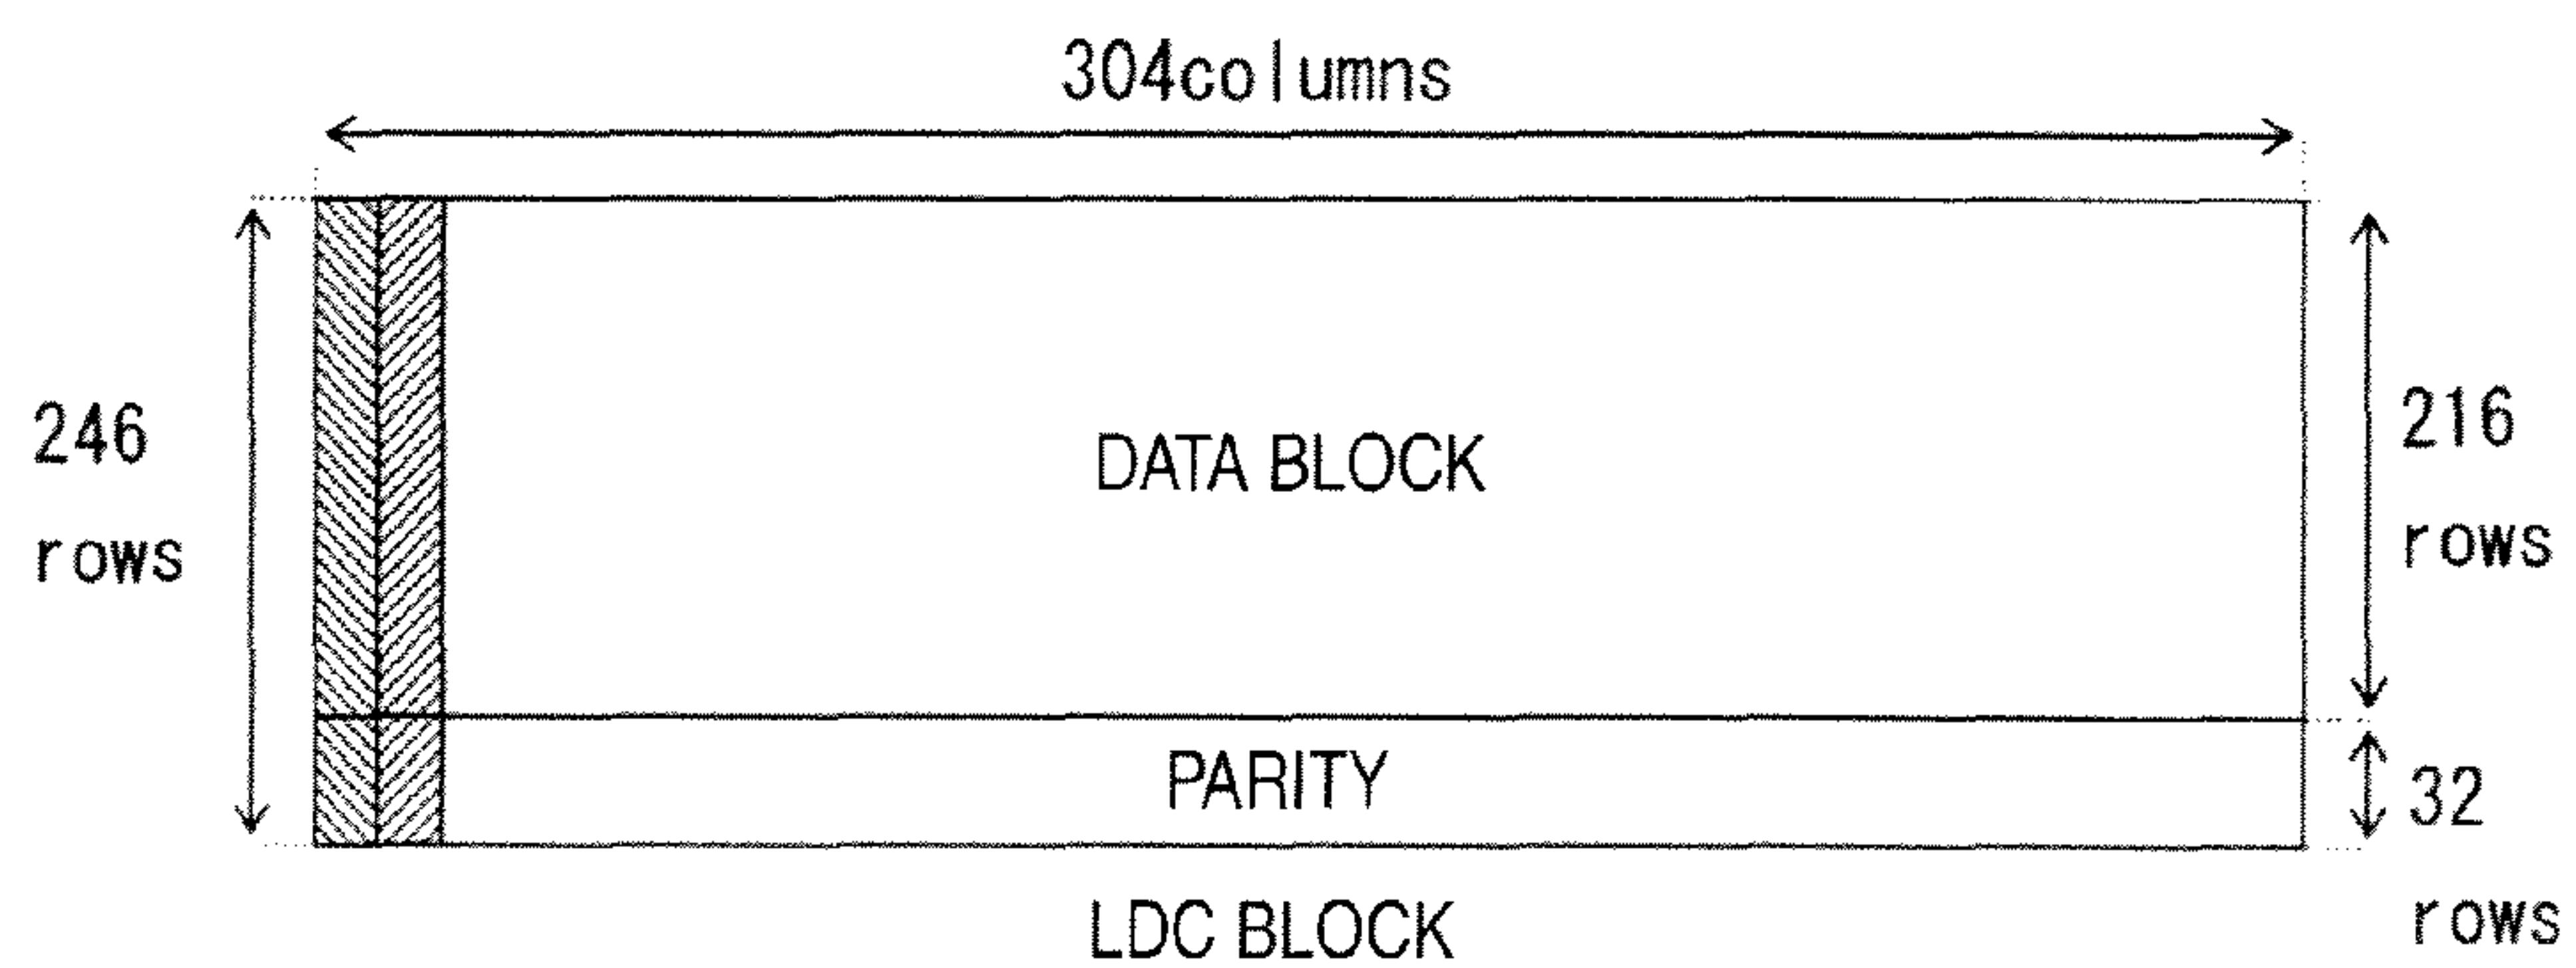 304columns
246
rows
DATA BLOCK
216
rows
PARITY
32
rows
LDC BLOCK